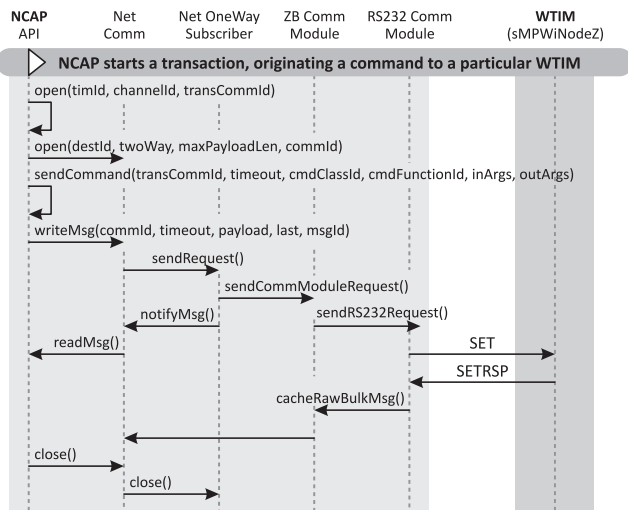 NCAP Net Net OneWay ZB Comm RS232 Comm WTIM
API Comm Subscriber Module Module (sMPWiNodeZ)
NCAP starts a transaction, originating a command to a particular WTIM
open(timId, channelId, transCommId)
open(destId, twoWay, maxPayloadLen, commId)
sendCommand(transCommId, timeout, cmdClassId, cmdFunctionId, inArgs, outArgs)
writeMsg(commId, timeout, payload, last, msgId)
sendRequest()
sendCommModuleRequest()
notifyMsg() sendRS232Request()
readMsg() SET
SETRSP
cacheRawBulkMsg()
close()
close()